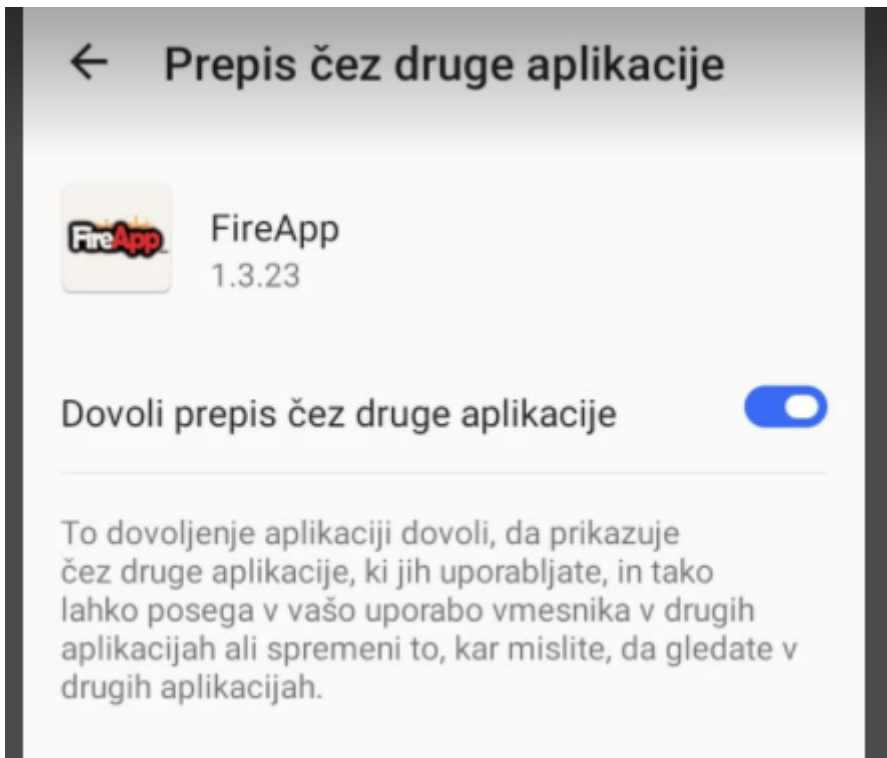 Prepis čez druge aplikacije
FireApp
FireApp
1.3.23
Dovoli prepis čez druge aplikacije
To dovoljenje aplikaciji dovoli, da prikazuje
čez druge aplikacije, ki jih uporabljate, in tako
lahko posega v vašo uporabo vmesnika v drugih
aplikacijah ali spremeni to, kar mislite, da gledate v
drugih aplikacijah.